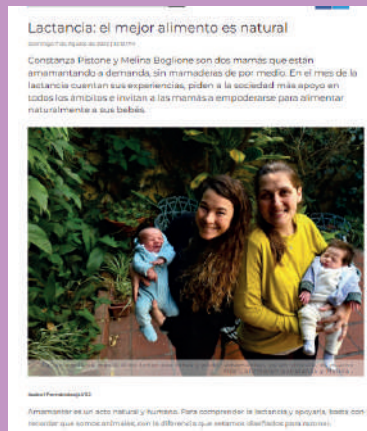 Lactancia: el mejor alimento es natural
Constanza Pistone y Melina Boglione son dos mamás que están
amamantando a demanda, sin mamaderas de por medio. En el mes de la
lactancia cuentan sus experiencias, piden a la sociedad más apoyo en
todos los ámbitos e invitan a las mamás a empoderarse para alimentar
naturalmente a sus bebés.
Amamantar es un acto natural y humano. Para comprender la lactancia y apoyarla, basta con
recordar que somos animales, con la diferencia que estamos diseñados para